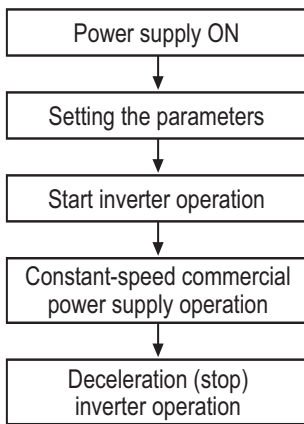 Power supply ON
Setting the parameters
Start inverter operation
Constant-speed commercial
power supply operation
Deceleration (stop)
inverter operation